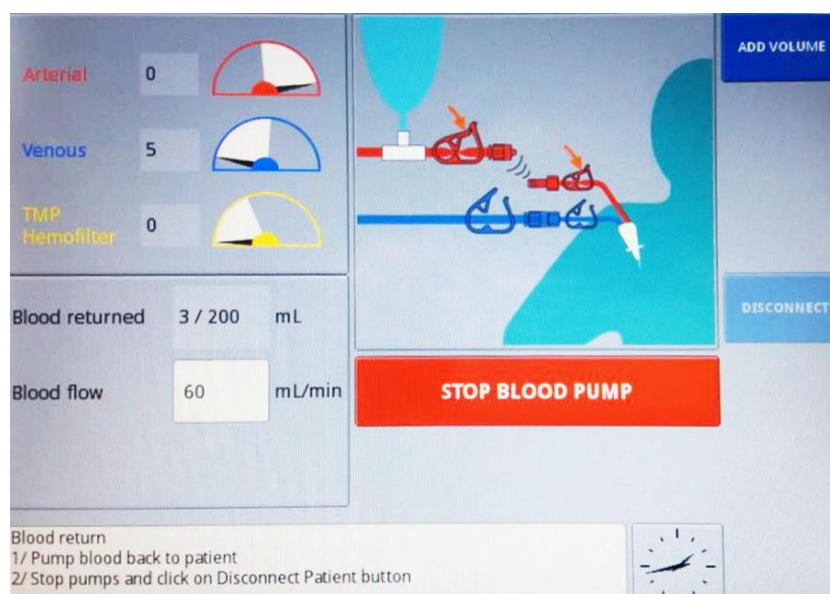 Arterial 0
Venous 5
TMP
Hemofilter 0
ADD VOLUME
Blood returned 3 / 200 mL
Blood flow 60 mL/min
STOP BLOOD PUMP
DISCONNECT
Blood return
1/ Pump blood back to patient
2/ Stop pumps and click on Disconnect Patient button